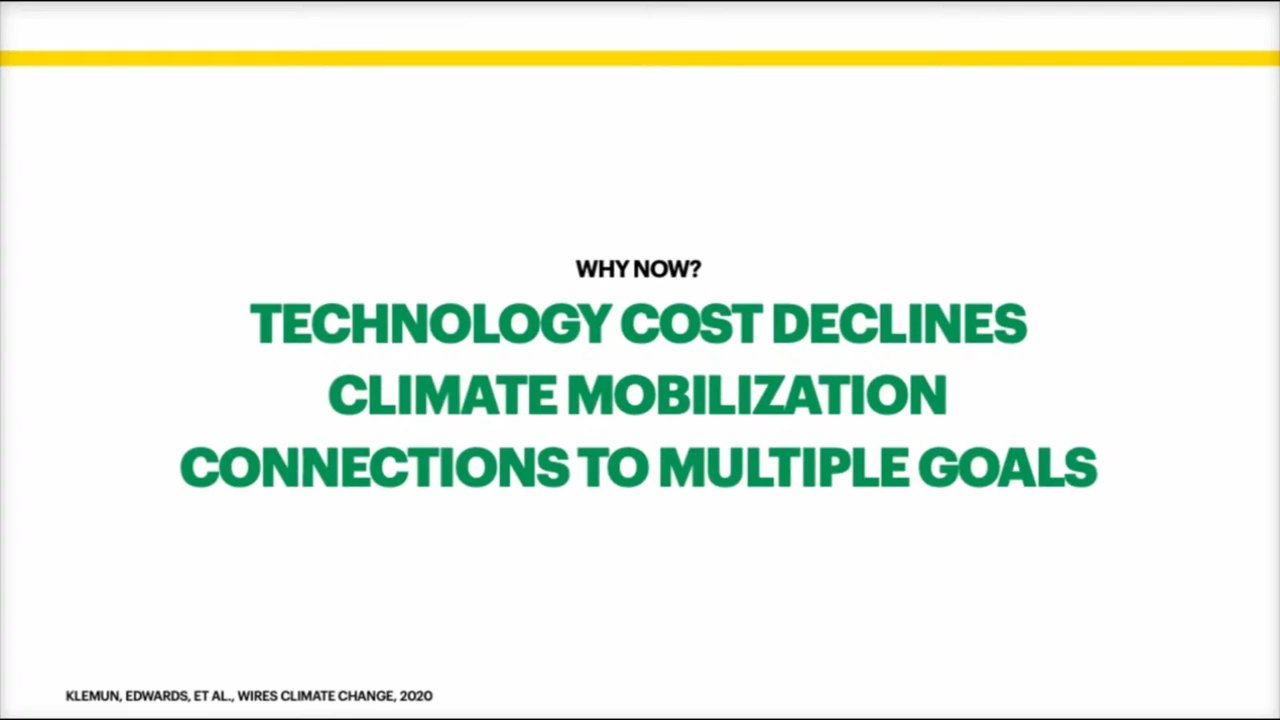 WHY NOW?
TECHNOLOGY COST DECLINES
CLIMATE MOBILIZATION
CONNECTIONS TO MULTIPLE GOALS
KLEMUN, EDWARDS, ET AL., WIRES CLIMATE CHANGE, 2020